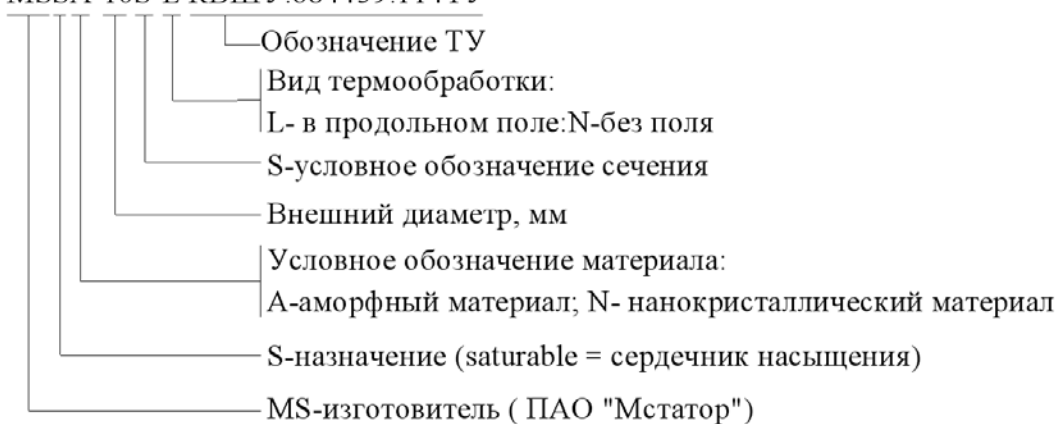 Обозначение ТУ
Вид термообработки:
L- в продольном поле:N-без поля
S-условное обозначение сечения
Внешний диаметр, мм
Условное обозначение материала:
А-аморфный материал; N- нанокристаллический материал
S-назначение (saturable = сердечник насыщения)
MS-изготовитель ( ПАО "Мстатор")